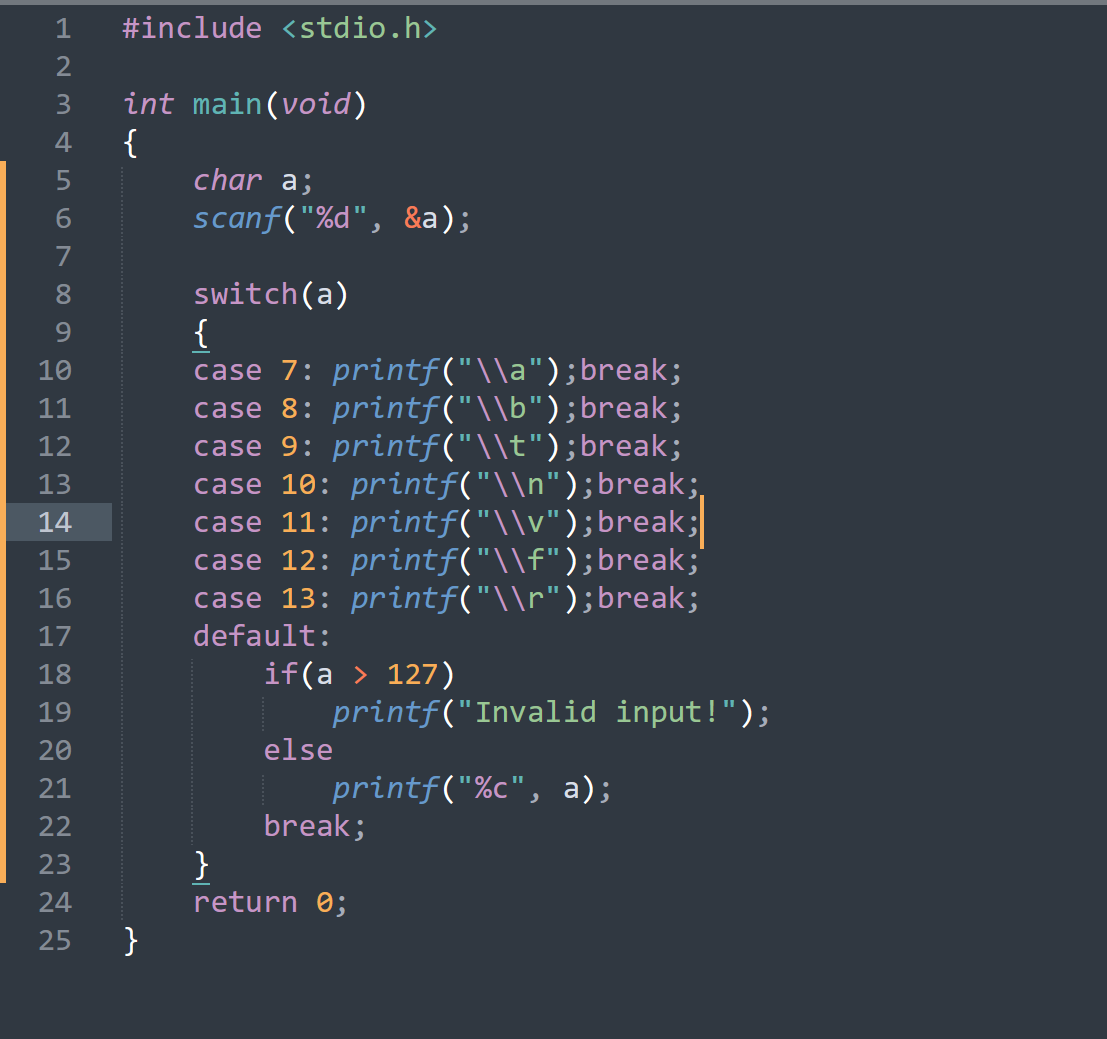 1 #include <stdio.h>
2
3 int main(void)
4 {
5     char a;
6     scanf("%d", &a);
7
8     switch(a)
9     {
10     case 7: printf("\\a");break;
11     case 8: printf("\\b");break;
12     case 9: printf("\\t");break;
13     case 10: printf("\\n");break;
14     case 11: printf("\\v");break;
15     case 12: printf("\\f");break;
16     case 13: printf("\\r");break;
17     default:
18         if(a > 127)
19             printf("Invalid input!");
20         else
21             printf("%c", a);
22         break;
23     }
24     return 0;
25 }